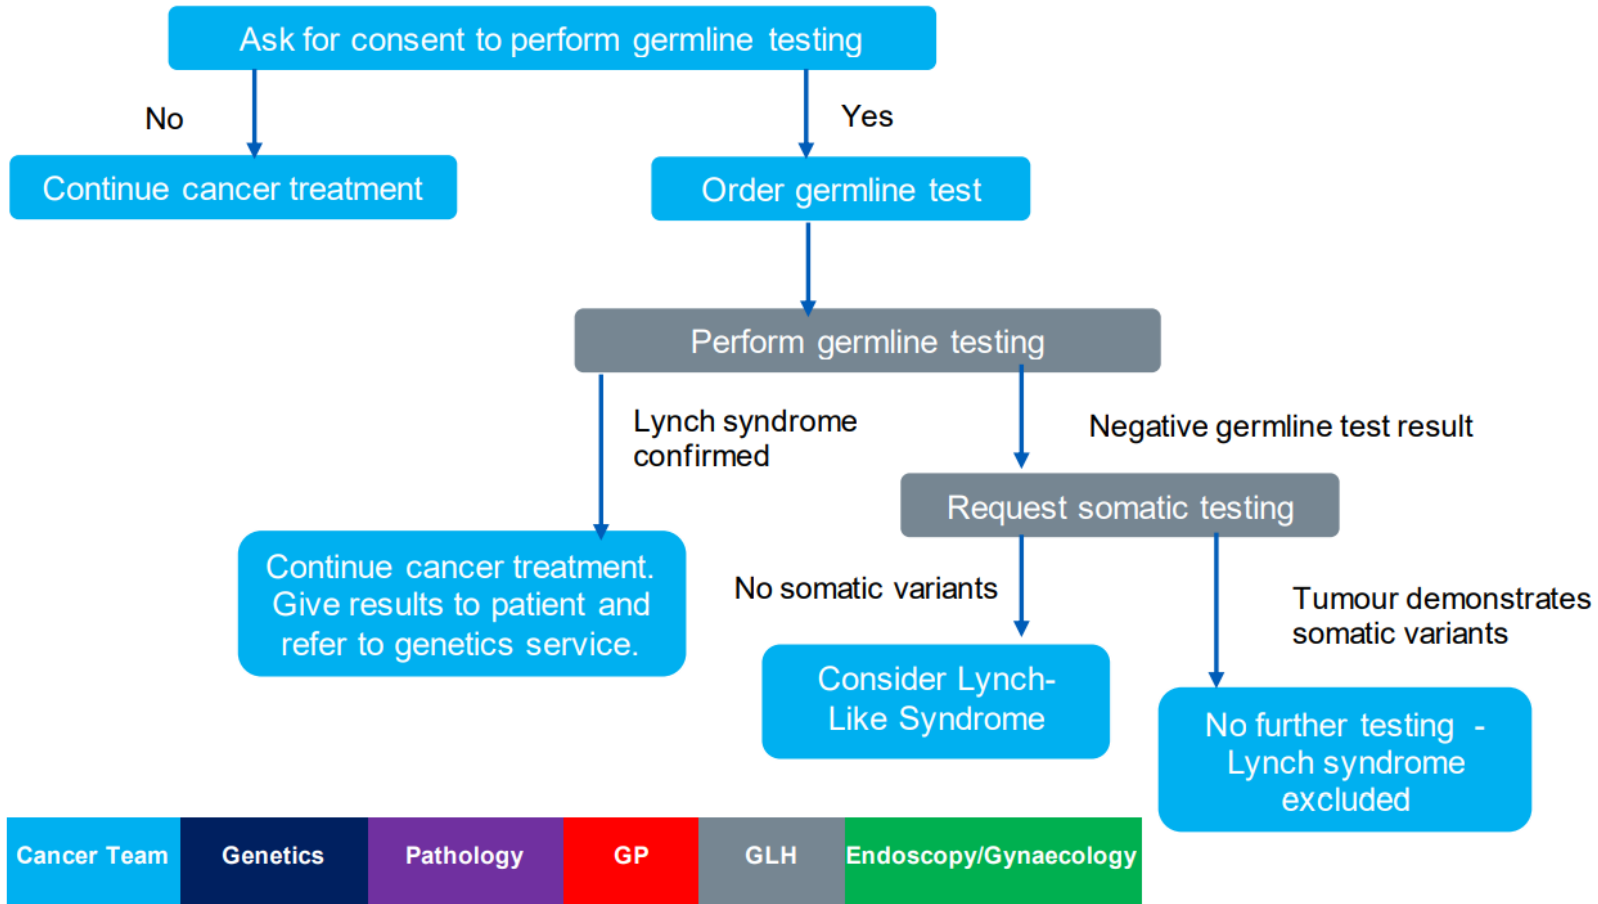 Ask for consent to perform germline testing
No
Yes
Continue cancer treatment
Order germline test
Perform germline testing
Lynch syndrome
confirmed
Negative germline test result
Request somatic testing
Continue cancer treatment.
Give results to patient and
refer to genetics service.
No somatic variants
Tumour demonstrates
somatic variants
Consider Lynch-
Like Syndrome
No further testing -
Lynch syndrome
excluded
Cancer Team
Genetics
Pathology
GP
GLH
Endoscopy/Gynaecology